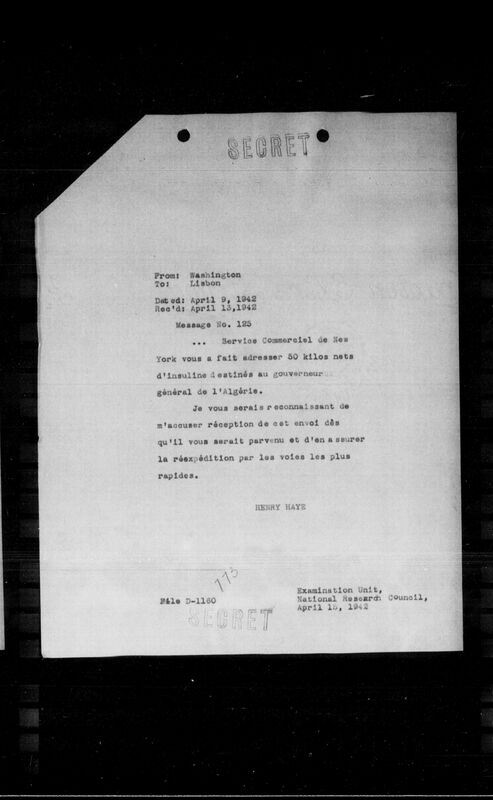 SECRET
From: Washington
To: Lisbon
Dated: April 9, 1942
Rec'd: April 13,1942
Message No. 125
... Service Commercial de New
York vous a fait adresser 50 kilos nets
d'insuline destinés au gouverneur
général de l'Algérie.
Je vous serais reconnaissant de
m'accuser réception de cet envoi dès
qu'il vous serait parvenu et d'en assurer
la réexpédition par les voies les plus
rapides.
HENRY HAYE
773
File D-1160
SECRET
Examination Unit,
National Research Council,
April 15, 1942